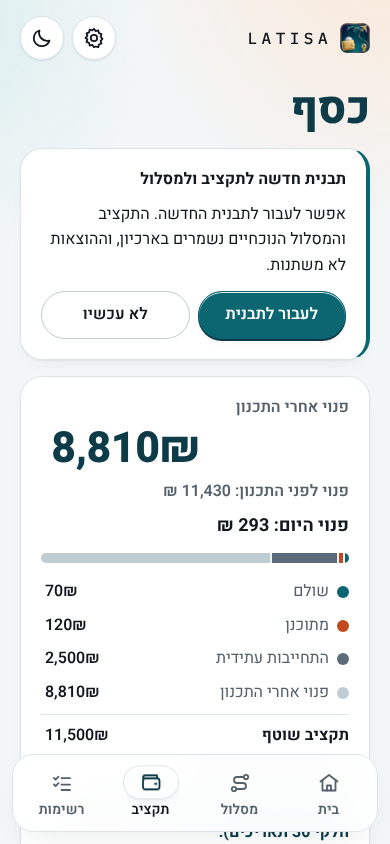 LATISA
כסף
תבנית חדשה לתקציב ולמסלול
אפשר לעבור לתבנית החדשה. התקציב
והמסלול הנוכחיים נשמרים בארכיון, וההוצאות
לא משתנות.
לעבור לתבנית
לא עכשיו
פנוי אחרי התכנון
8,810₪
פנוי לפני התכנון: 11,430 ₪
פנוי היום: 293 ₪
שולם 70₪
מתוכנן 120₪
התחייבות עתידית 2,500₪
פנוי אחרי התכנון 8,810₪
תקציב שוטף 11,500₪
בית
מסלול
תקציב
רשימות